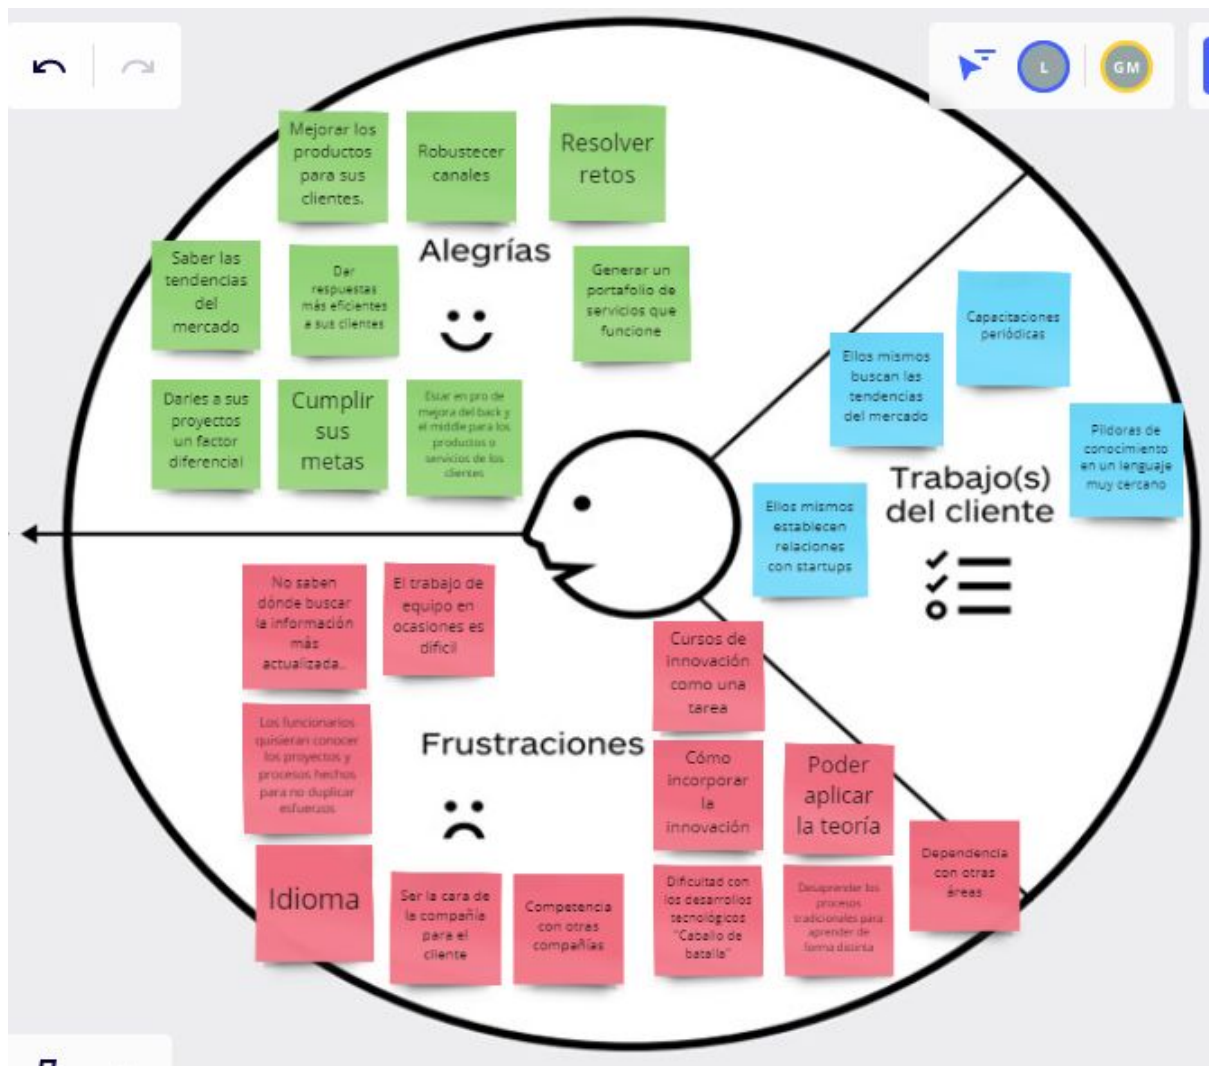 L
GM
Mejorar los
productos
para sus
clientes.
Robustecer
canales
Resolver
retos
Alegrías
Saber las
tendencias
del
mercado
Dar
respuestas
más eficientes
a sus clientes
Generar un
portafolio de
servicios que
funcione
Darles a sus
proyectos
un factor
diferencial
Cumplir
sus
metas
Estar en pro de
mejora del back y
el middle para los
productos o
servicios de los
clientes
Capacitaciones
periódicas
Ellos mismos
buscan las
tendencias
del mercado
Píldoras de
conocimiento
en un lenguaje
muy cercano
Trabajo(s)
del cliente
Ellos mismos
establecen
relaciones
con startups
No saben
dónde buscar
la información
más
actualizada..
El trabajo de
equipo en
ocasiones es
difícil
Cursos de
innovación
como una
tarea
Los funcionarios
quisieran conocer
los proyectos y
procesos hechos
para no duplicar
esfuerzos
Frustraciones
Cómo
incorporar
la
innovación
Poder
aplicar
la teoría
Idioma
Ser la cara de
la compañía
para el
cliente
Competencia
con otras
compañías
Dificultad con
los desarrollos
tecnológicos
"Caballo de
batalla"
Desaprender los
procesos
tradicionales para
aprender de
forma distinta
Dependencia
con otras
áreas